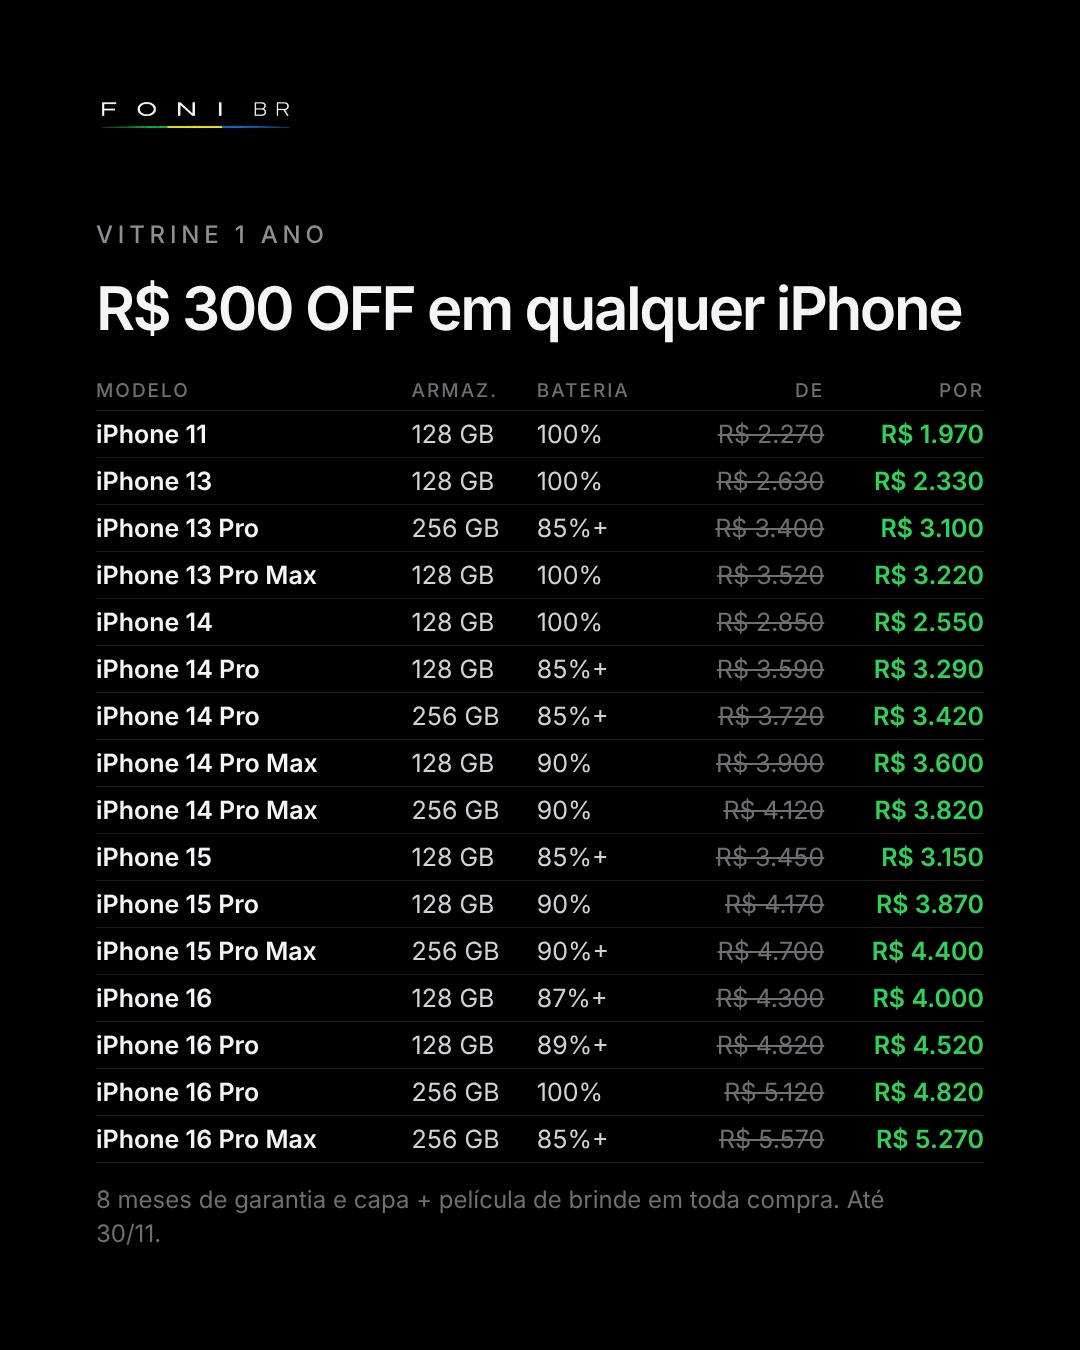 FONI BR
VITRINE 1 ANO
R$ 300 OFF em qualquer iPhone
MODELO ARMAZ. BATERIA DE POR
iPhone 11 128 GB 100% R$ 2.270 R$ 1.970
iPhone 13 128 GB 100% R$ 2.630 R$ 2.330
iPhone 13 Pro 256 GB 85%+ R$ 3.400 R$ 3.100
iPhone 13 Pro Max 128 GB 100% R$ 3.520 R$ 3.220
iPhone 14 128 GB 100% R$ 2.850 R$ 2.550
iPhone 14 Pro 128 GB 85%+ R$ 3.590 R$ 3.290
iPhone 14 Pro 256 GB 85%+ R$ 3.720 R$ 3.420
iPhone 14 Pro Max 128 GB 90% R$ 3.900 R$ 3.600
iPhone 14 Pro Max 256 GB 90% R$ 4.120 R$ 3.820
iPhone 15 128 GB 85%+ R$ 3.450 R$ 3.150
iPhone 15 Pro 128 GB 90% R$ 4.170 R$ 3.870
iPhone 15 Pro Max 256 GB 90%+ R$ 4.700 R$ 4.400
iPhone 16 128 GB 87%+ R$ 4.300 R$ 4.000
iPhone 16 Pro 128 GB 89%+ R$ 4.820 R$ 4.520
iPhone 16 Pro 256 GB 100% R$ 5.120 R$ 4.820
iPhone 16 Pro Max 256 GB 85%+ R$ 5.570 R$ 5.270
8 meses de garantia e capa + película de brinde em toda compra. Até
30/11.